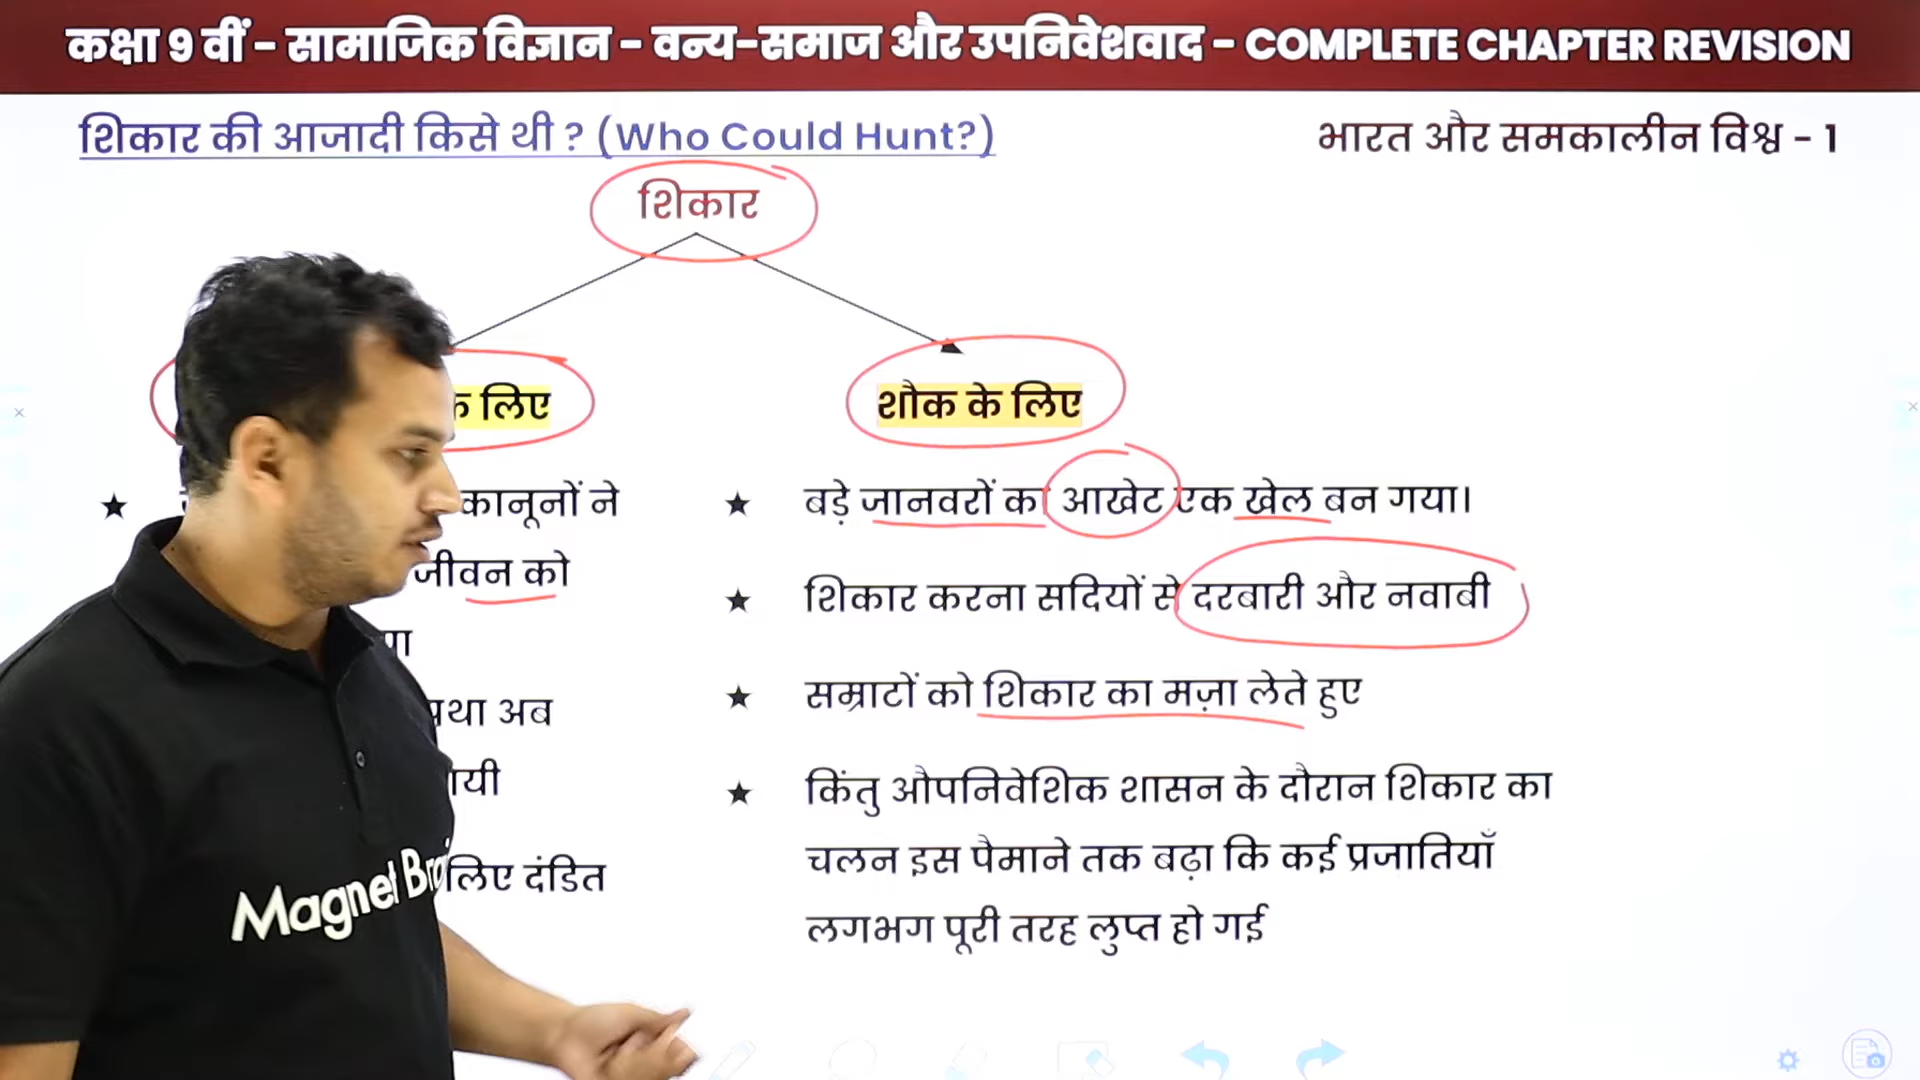 कक्षा 9 वीं - सामाजिक विज्ञान - वन्य-समाज और उपनिवेशवाद - COMPLETE CHAPTER REVISION
शिकार की आजादी किसे थी ? (Who Could Hunt?)
भारत और समकालीन विश्व - 1
शिकार
के लिए
शौक के लिए
★ कानूनों ने
जीवन को
अब
लिए दंडित
★ बड़े जानवरों का आखेट एक खेल बन गया।
★ शिकार करना सदियों से दरबारी और नवाबी
★ सम्राटों को शिकार का मज़ा लेते हुए
★ किंतु औपनिवेशिक शासन के दौरान शिकार का
चलन इस पैमाने तक बढ़ा कि कई प्रजातियाँ
लगभग पूरी तरह लुप्त हो गई
Magnet